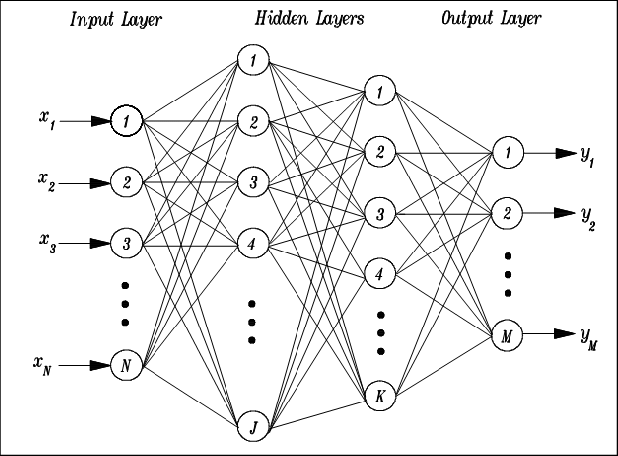 Input Layer
Hidden Layers
Output Layer
x1
x2
x3
xN
1
2
3
N
1
2
3
4
J
1
2
3
4
K
1
2
M
y1
y2
yM